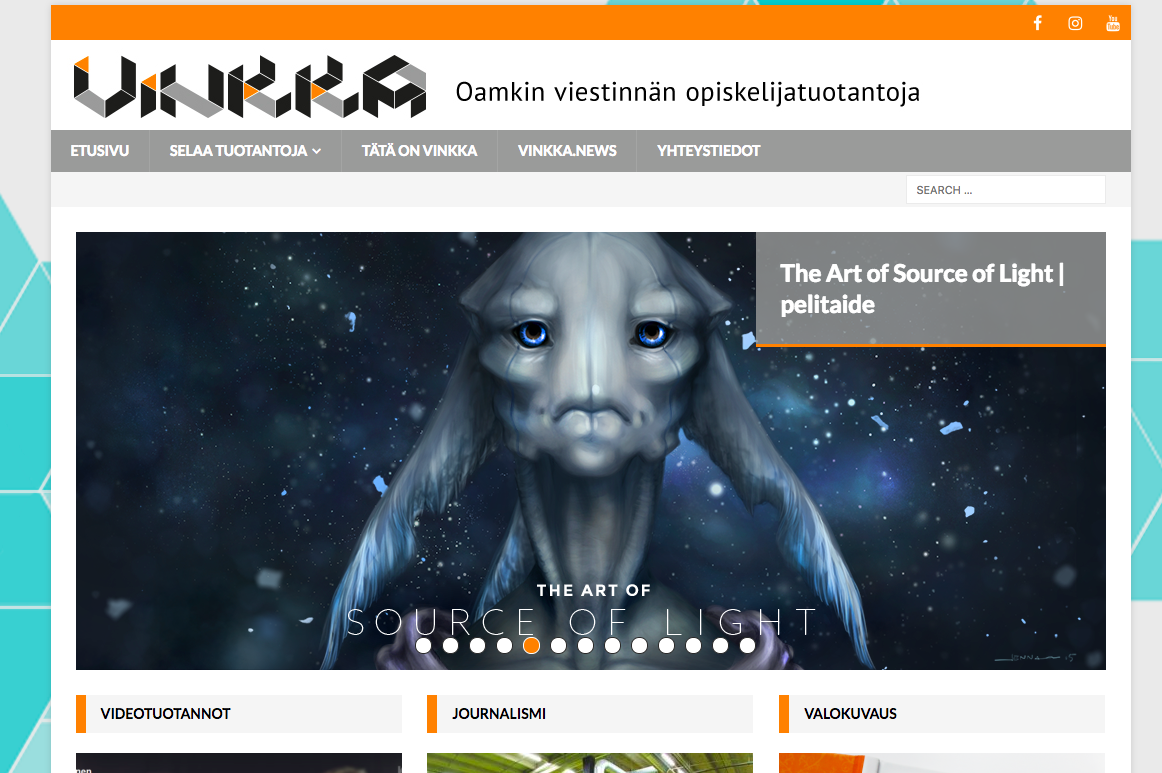 VINKKA
Oamkin viestinnän opiskelijatuotantoja
ETUSIVU SELAA TUOTANTOJA TÄTÄ ON VINKKA VINKKA.NEWS YHTEYSTIEDOT
SEARCH ...
The Art of Source of Light |
pelitaide
THE ART OF
SOURCE OF LIGHT
VIDEOTUOTANNOT JOURNALISMI VALOKUVAUS